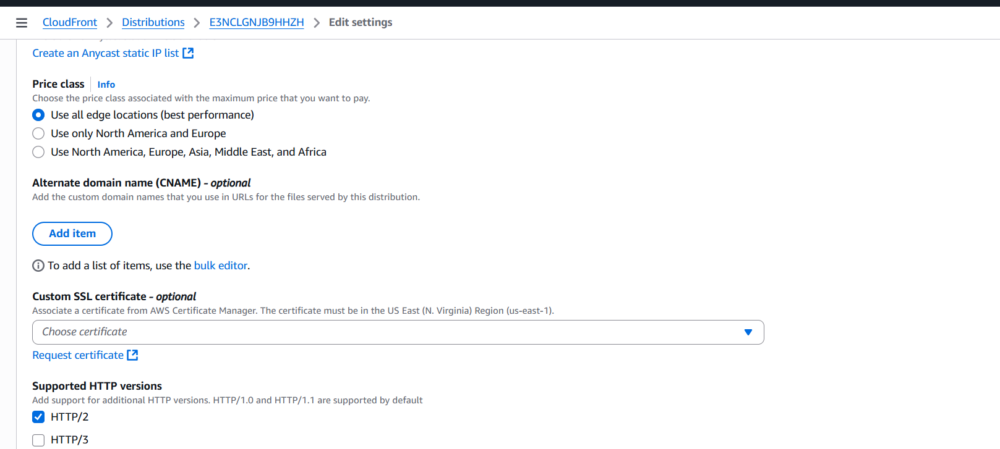 CloudFront > Distributions > E3NCLGNJB9HHZH > Edit settings
Create an Anycast static IP list
Price class | Info
Choose the price class associated with the maximum price that you want to pay.
Use all edge locations (best performance)
Use only North America and Europe
Use North America, Europe, Asia, Middle East, and Africa
Alternate domain name (CNAME) - optional
Add the custom domain names that you use in URLs for the files served by this distribution.
Add item
To add a list of items, use the bulk editor.
Custom SSL certificate - optional
Associate a certificate from AWS Certificate Manager. The certificate must be in the US East (N. Virginia) Region (us-east-1).
Choose certificate
Request certificate
Supported HTTP versions
Add support for additional HTTP versions. HTTP/1.0 and HTTP/1.1 are supported by default
HTTP/2
HTTP/3